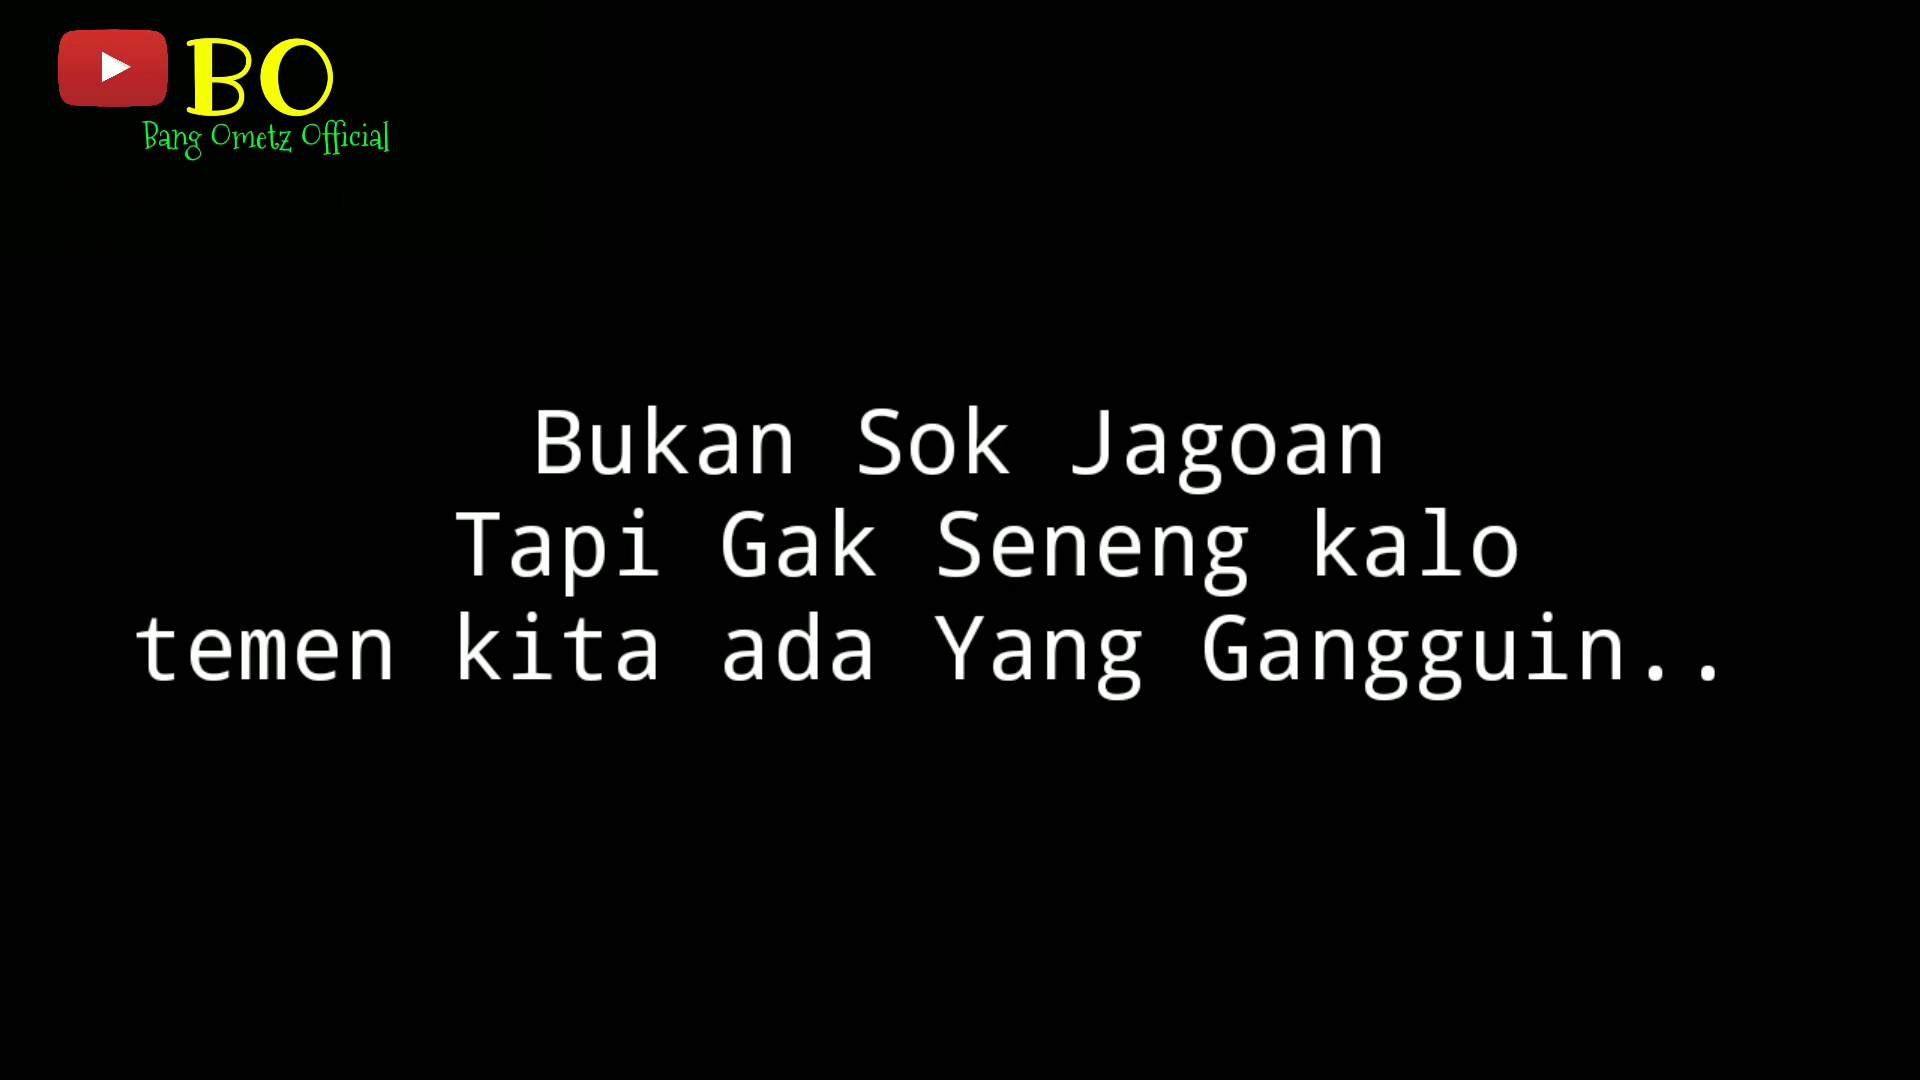 BO
Bang Ometz Official
Bukan Sok Jagoan
Tapi Gak Seneng kalo
temen kita ada Yang Gangguin..